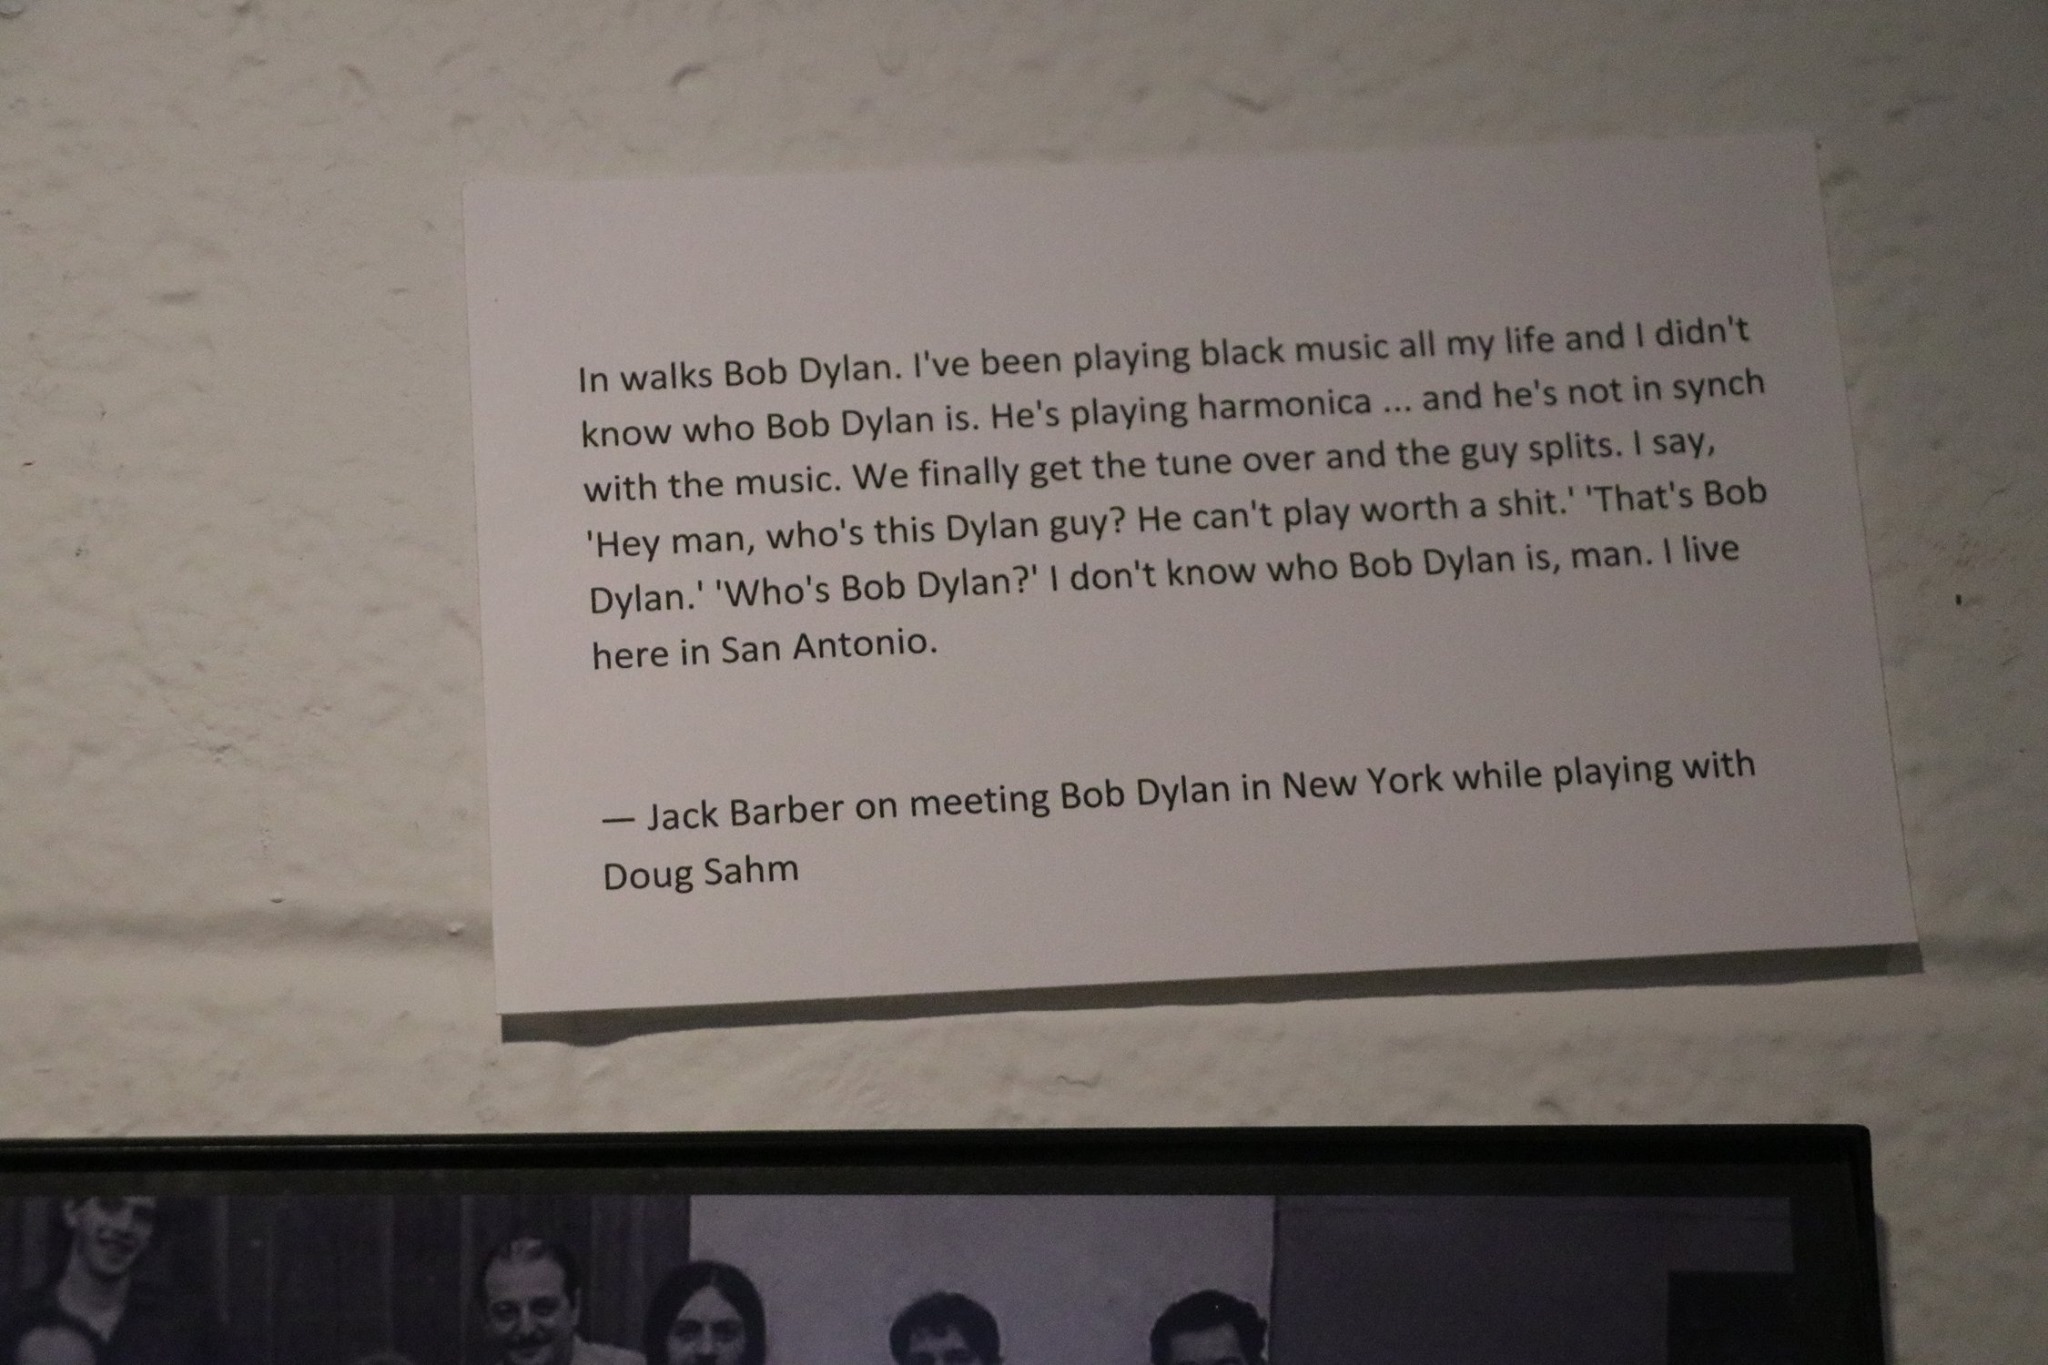 In walks Bob Dylan. I've been playing black music all my life and I didn't
know who Bob Dylan is. He's playing harmonica ... and he's not in synch
with the music. We finally get the tune over and the guy splits. I say,
'Hey man, who's this Dylan guy? He can't play worth a shit.' 'That's Bob
Dylan.' 'Who's Bob Dylan?' I don't know who Bob Dylan is, man. I live
here in San Antonio.
— Jack Barber on meeting Bob Dylan in New York while playing with
Doug Sahm